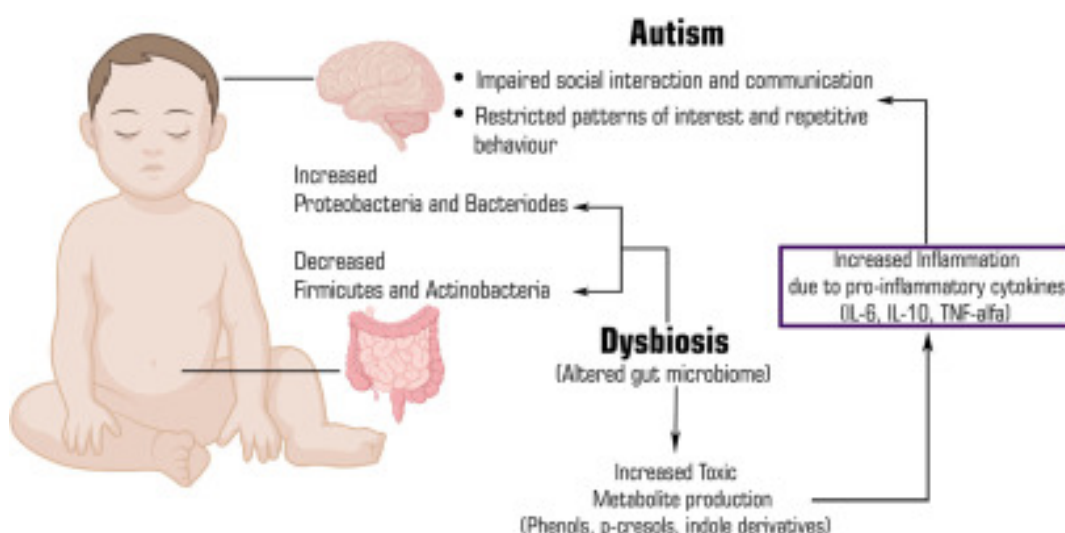 Autism
• Impaired social interaction and communication
• Restricted patterns of interest and repetitive
behaviour
Increased
Proteobacteria and Bacteriodes
Decreased
Firmicutes and Actinobacteria
Increased Inflammation
due to pro-inflammatory cytokines
(IL-6, IL-10, TNF-alfa)
Dysbiosis
(Altered gut microbiome)
Increased Toxic
Metabolite production
(Phenols, p-cresols, indole derivatives)